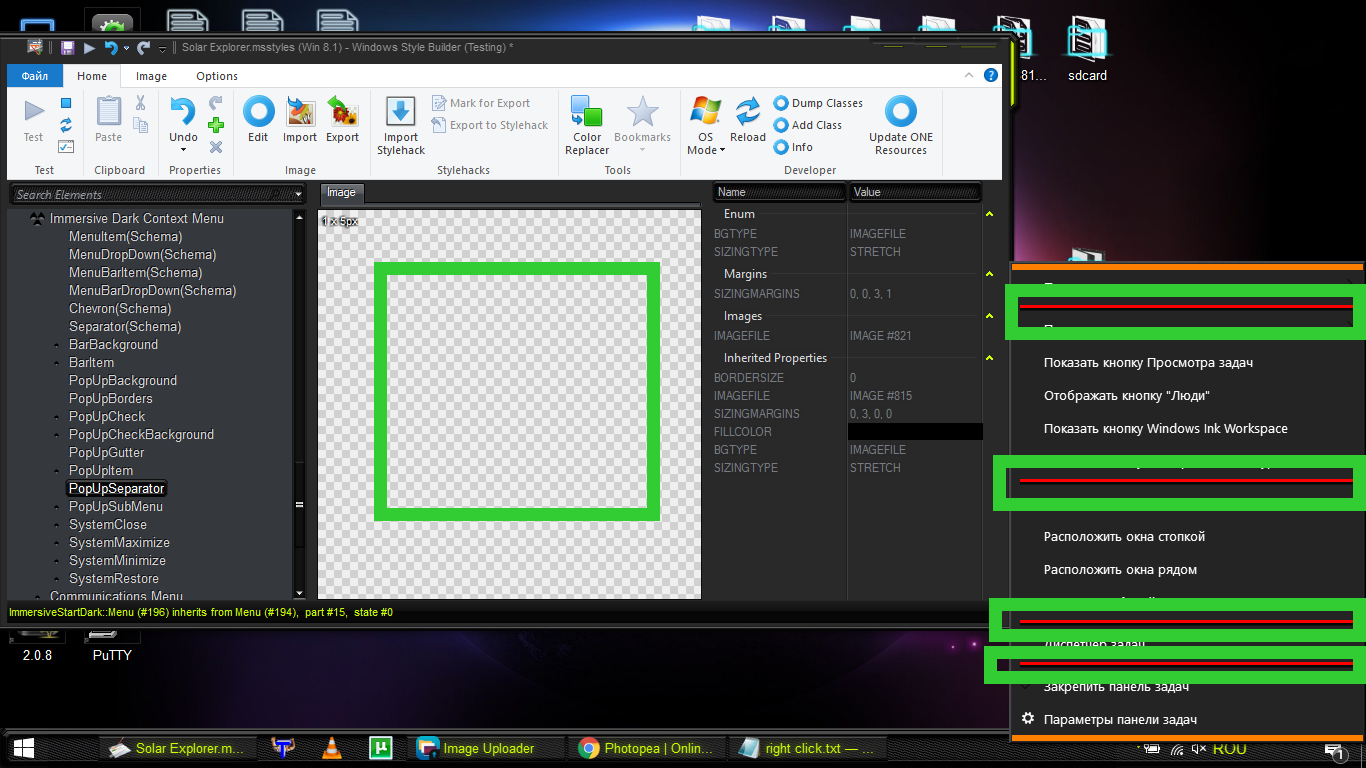 Solar Explorer.msstyles (Win 8.1) - Windows Style Builder (Testing) *
81...
sdcard
Файл
Home
Image
Options
Test
Paste
Undo
Edit
Import
Export
Import
Stylehack
Mark for Export
Export to Stylehack
Color
Replacer
Bookmarks
OS
Mode
Reload
Dump Classes
Add Class
Info
Update ONE
Resources
Test
Clipboard
Properties
Image
Stylehacks
Tools
Developer
Search Elements
Image
Name
Value
Immersive Dark Context Menu
MenuItem(Schema)
MenuDropDown(Schema)
MenuBarItem(Schema)
MenuBarDropDown(Schema)
Chevron(Schema)
Separator(Schema)
BarBackground
BarItem
PopUpBackground
PopUpBorders
PopUpCheck
PopUpCheckBackground
PopUpGutter
PopUpItem
PopUpSeparator
PopUpSubMenu
SystemClose
SystemMaximize
SystemMinimize
SystemRestore
Communications Menu
1 x 5px
Enum
BGTYPE IMAGEFILE
SIZINGTYPE STRETCH
Margins
SIZINGMARGINS 0, 0, 3, 1
Images
IMAGEFILE IMAGE #821
Inherited Properties
BORDERSIZE 0
IMAGEFILE IMAGE #815
SIZINGMARGINS 0, 3, 0, 0
FILLCOLOR
BGTYPE IMAGEFILE
SIZINGTYPE STRETCH
ImmersiveStartDark::Menu (#196) inherits from Menu (#194), part #15, state #0
Показать кнопку Просмотра задач
Отображать кнопку "Люди"
Показать кнопку Windows Ink Workspace
Расположить окна стопкой
Расположить окна рядом
Диспетчер задач
Закрепить панель задач
Параметры панели задач
2.0.8
PuTTY
Solar Explorer.m...
Image Uploader
Photopea | Onlin...
right click.txt — ...
ROU
1